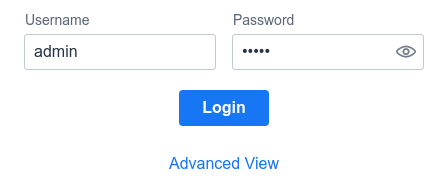 Username
Password
admin
•••••
Login
Advanced View